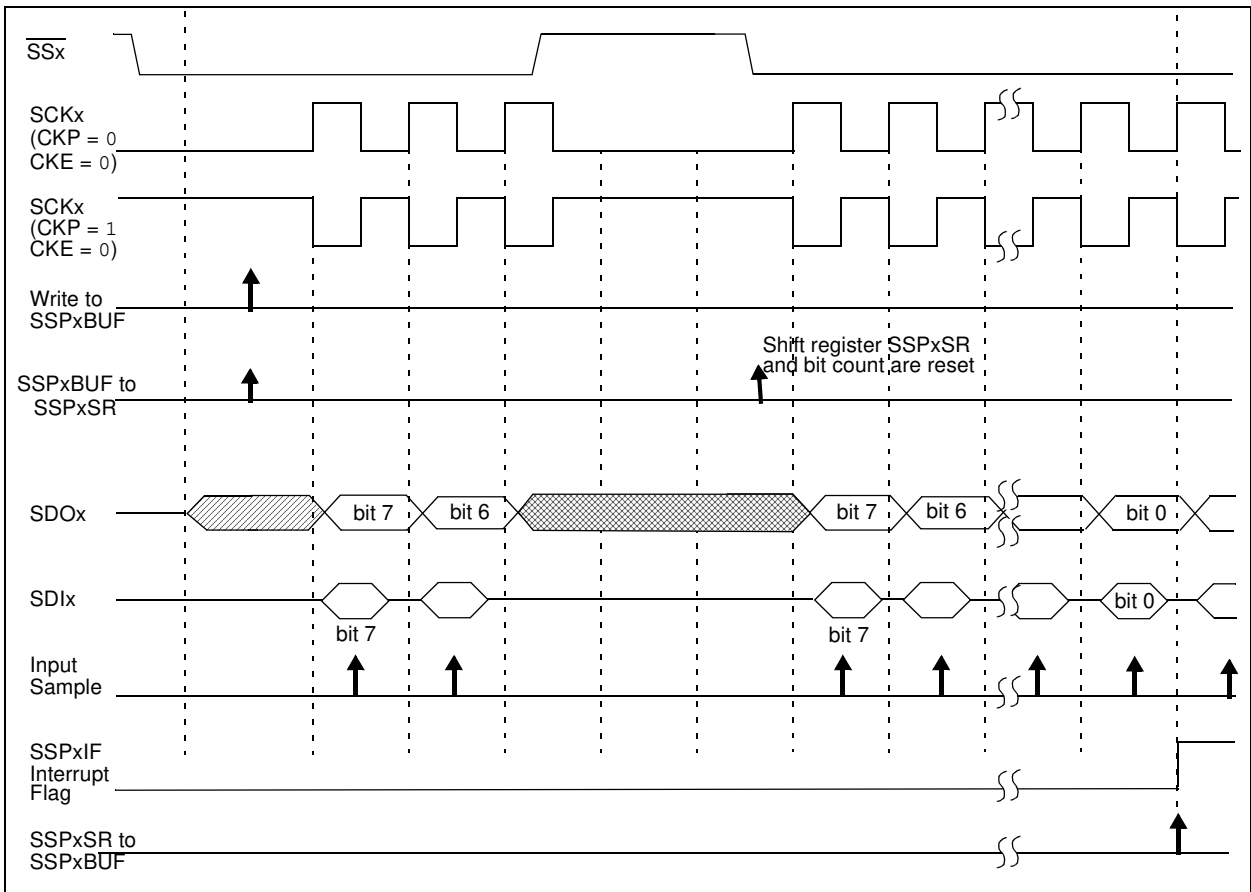 SSx
SCKx
(CKP = 0
CKE = 0)
SCKx
(CKP = 1
CKE = 0)
Write to
SSPxBUF
Shift register SSPxSR
and bit count are reset
SSPxBUF to
SSPxSR
SDOx
bit 7
bit 6
bit 7
bit 6
bit 0
SDIx
bit 0
bit 7
bit 7
Input
Sample
SSPxIF
Interrupt
Flag
SSPxSR to
SSPxBUF